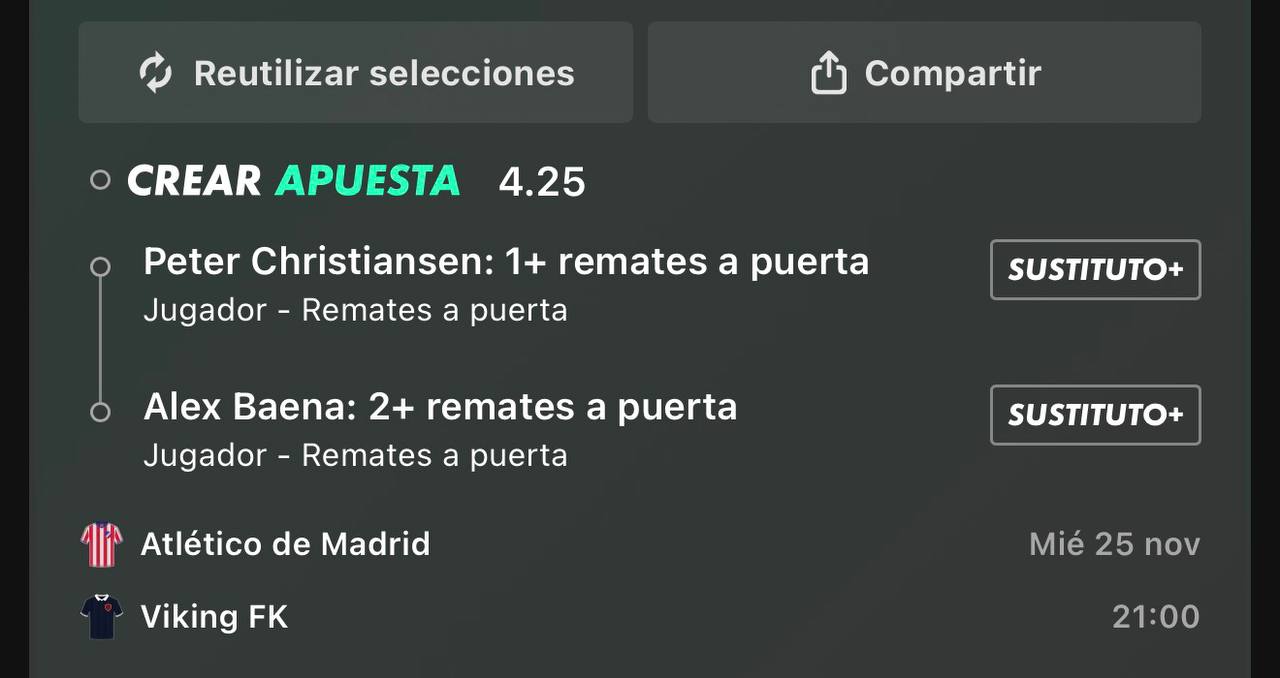 Reutilizar selecciones
Compartir
CREAR APUESTA 4.25
Peter Christiansen: 1+ remates a puerta
SUSTITUTO+
Jugador - Remates a puerta
Alex Baena: 2+ remates a puerta
SUSTITUTO+
Jugador - Remates a puerta
Atlético de Madrid
Mié 25 nov
Viking FK
21:00